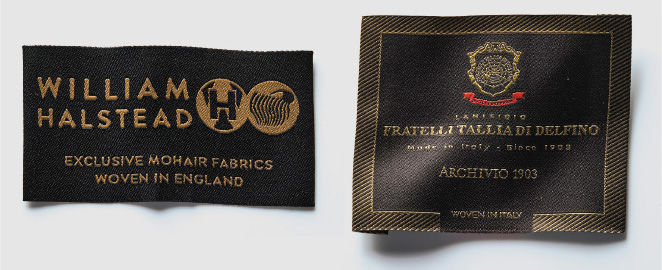 WILLIAM
HALSTEAD
H
EXCLUSIVE MOHAIR FABRICS
WOVEN IN ENGLAND
LANIFICIO
FRATELLI TALLIA DI DELFINO
Made in Italy - Since 1903
ARCHIVIO 1903
WOVEN IN ITALY